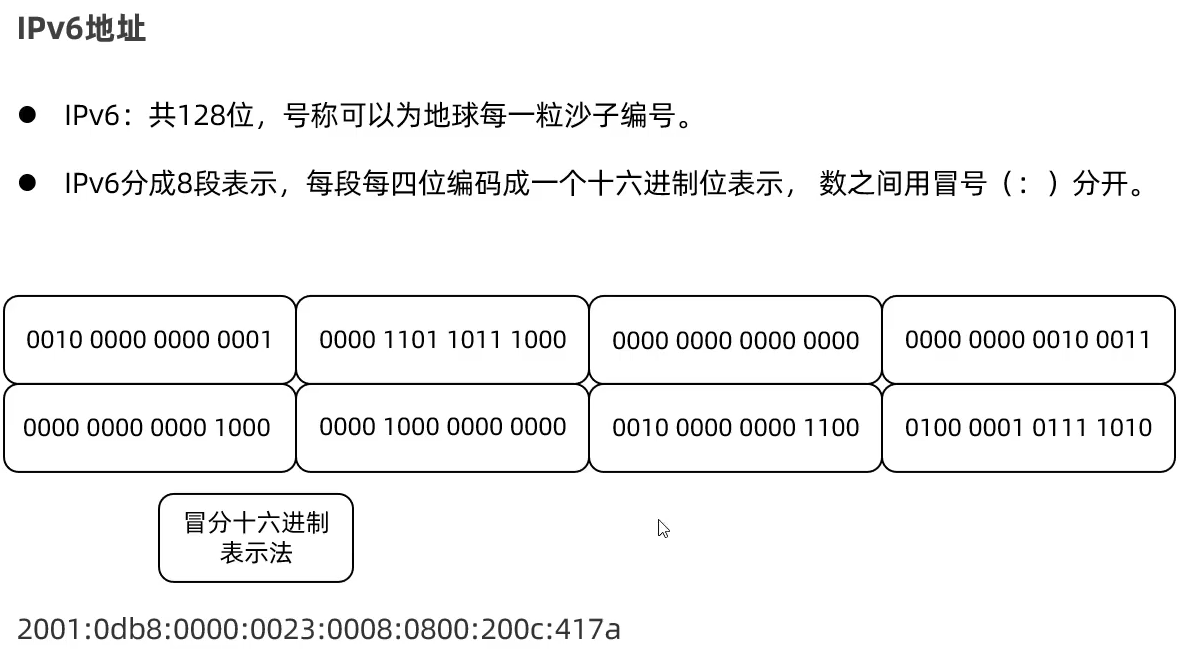 IPv6地址
● IPv6：共128位，号称可以为地球每一粒沙子编号。
● IPv6分成8段表示，每段每四位编码成一个十六进制位表示， 数之间用冒号（：）分开。
0010 0000 0000 0001 0000 1101 1011 1000 0000 0000 0000 0000 0000 0000 0010 0011
0000 0000 0000 1000 0000 1000 0000 0000 0010 0000 0000 1100 0100 0001 0111 1010
冒分十六进制
表示法
2001:0db8:0000:0023:0008:0800:200c:417a